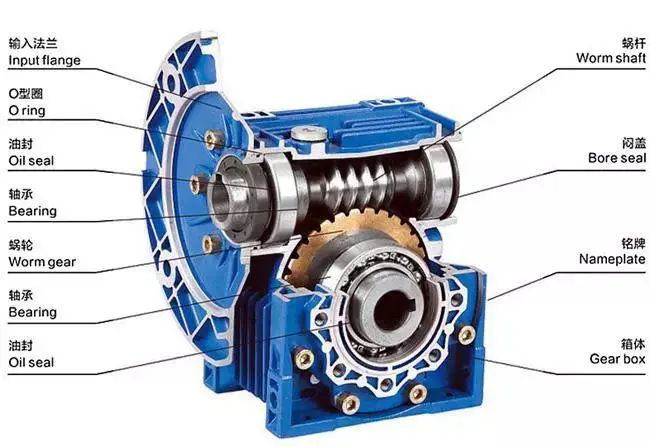 输入法兰
Input flange
O型圈
O ring
油封
Oil seal
轴承
Bearing
蜗轮
Worm gear
轴承
Bearing
油封
Oil seal
蜗杆
Worm shaft
闷盖
Bore seal
铭牌
Nameplate
箱体
Gear box